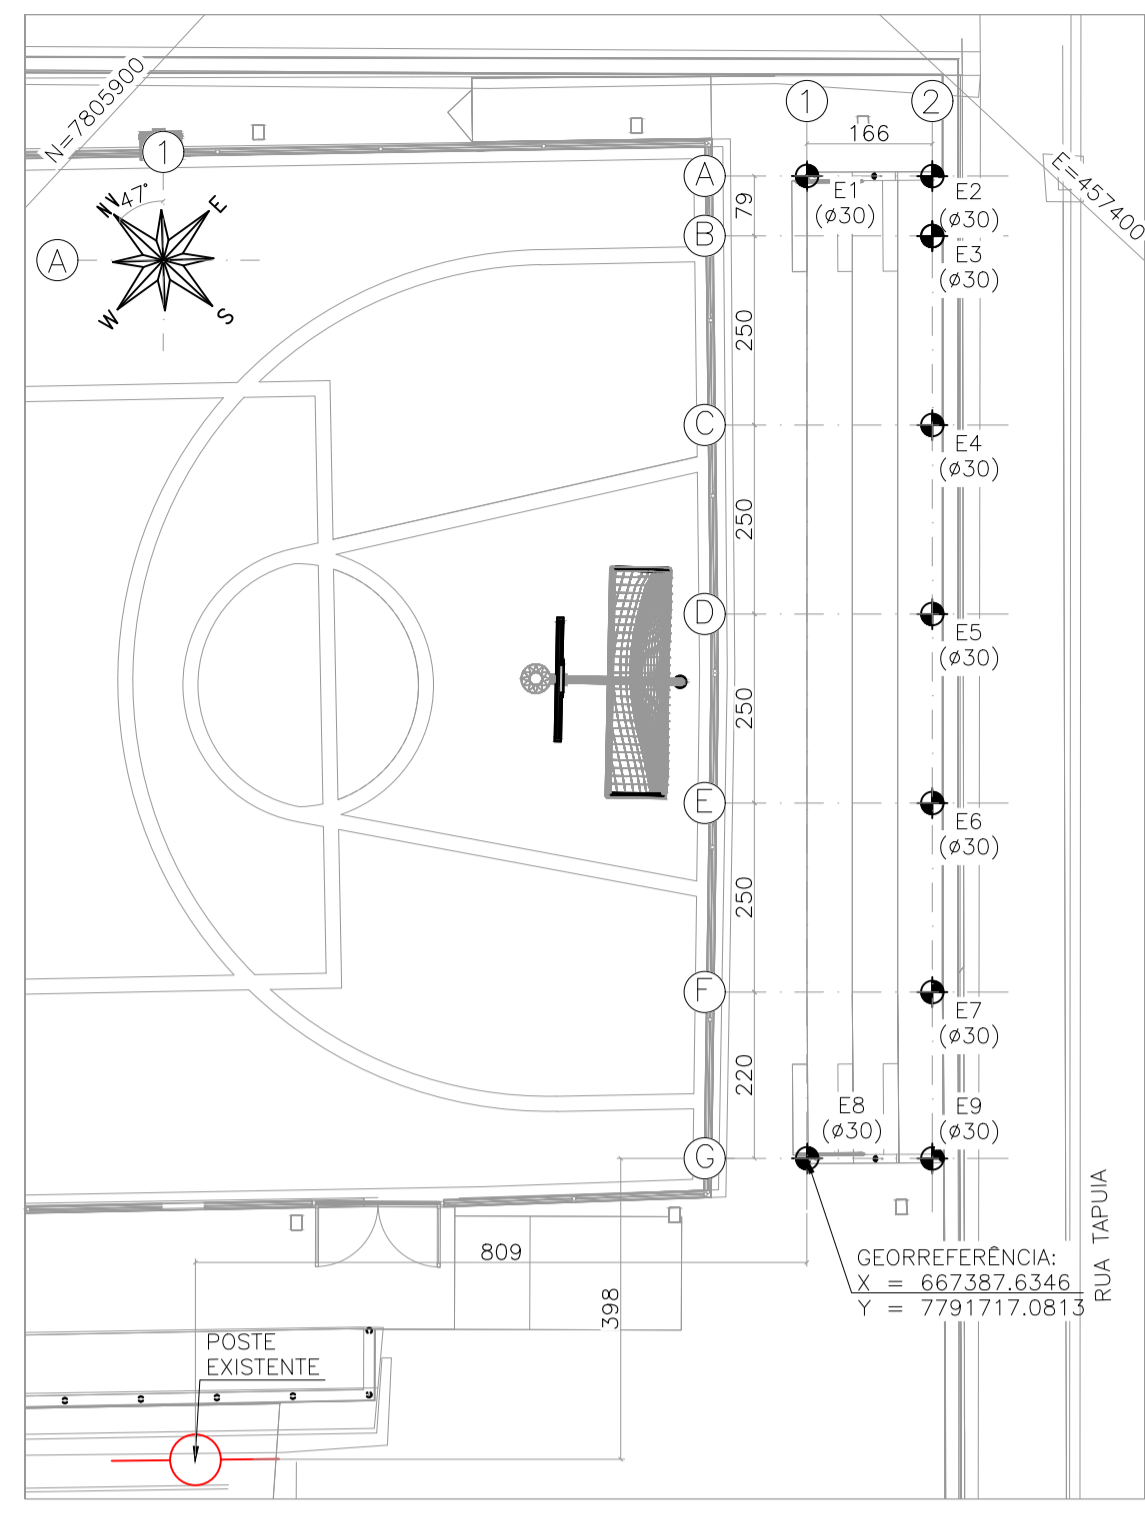 N=7805900
1
47°
N
E
A
W
S
1
2
166
E=457400
A
79
B
250
C
250
D
250
E
250
F
220
G
E1
(ø30)
E2
(ø30)
E3
(ø30)
E4
(ø30)
E5
(ø30)
E6
(ø30)
E7
(ø30)
E8
(ø30)
E9
(ø30)
809
398
GEORREFERÊNCIA:
X = 667387.6346
Y = 7791717.0813
RUA TAPUIA
POSTE
EXISTENTE